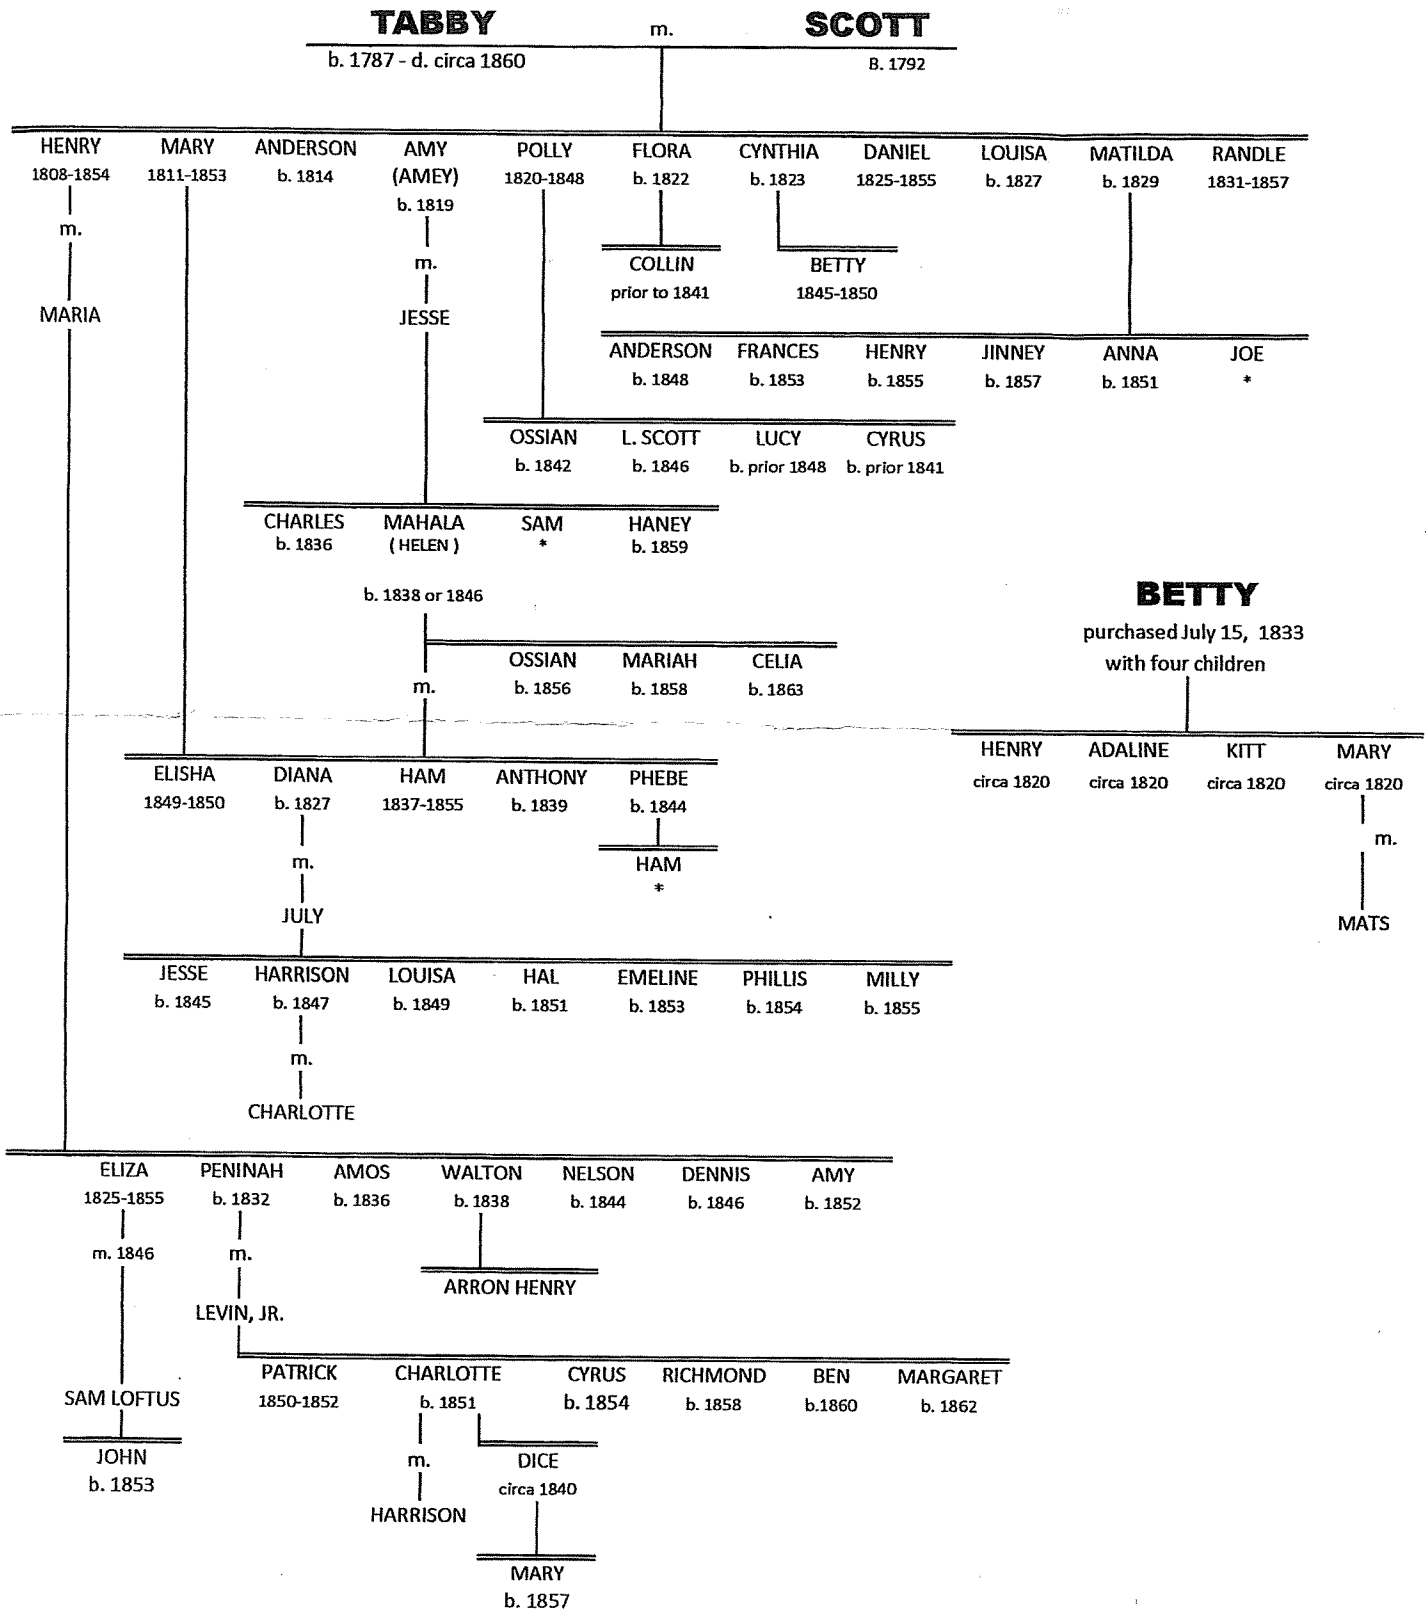 TABBY m. SCOTT
b. 1787 - d. circa 1860 B. 1792
HENRY MARY ANDERSON AMY POLLY FLORA CYNTHIA DANIEL LOUISA MATILDA RANDLE
1808-1854 1811-1853 b. 1814 (AMEY) 1820-1848 b. 1822 b. 1823 1825-1855 b. 1827 b. 1829 1831-1857
b. 1819
m.
m. COLLIN BETTY
prior to 1841 1845-1850
MARIA JESSE
ANDERSON FRANCES HENRY JINNEY ANNA JOE
b. 1848 b. 1853 b. 1855 b. 1857 b. 1851 *
OSSIAN L. SCOTT LUCY CYRUS
b. 1842 b. 1846 b. prior 1848 b. prior 1841
CHARLES MAHALA SAM HANEY
b. 1836 ( HELEN ) * b. 1859
b. 1838 or 1846
BETTY
purchased July 15, 1833
with four children
OSSIAN MARIAH CELIA
m. b. 1856 b. 1858 b. 1863
HENRY ADALINE KITT MARY
circa 1820 circa 1820 circa 1820 circa 1820
m.
MATS
ELISHA DIANA HAM ANTHONY PHEBE
1849-1850 b. 1827 1837-1855 b. 1839 b. 1844
m. HAM
*
JULY
JESSE HARRISON LOUISA HAL EMELINE PHILLIS MILLY
b. 1845 b. 1847 b. 1849 b. 1851 b. 1853 b. 1854 b. 1855
m.
CHARLOTTE
ELIZA PENINAH AMOS WALTON NELSON DENNIS AMY
1825-1855 b. 1832 b. 1836 b. 1838 b. 1844 b. 1846 b. 1852
m. 1846 m.
ARRON HENRY
LEVIN, JR.
PATRICK CHARLOTTE CYRUS RICHMOND BEN MARGARET
1850-1852 b. 1851 b. 1854 b. 1858 b.1860 b. 1862
SAM LOFTUS
JOHN m. DICE
b. 1853 circa 1840
HARRISON
MARY
b. 1857